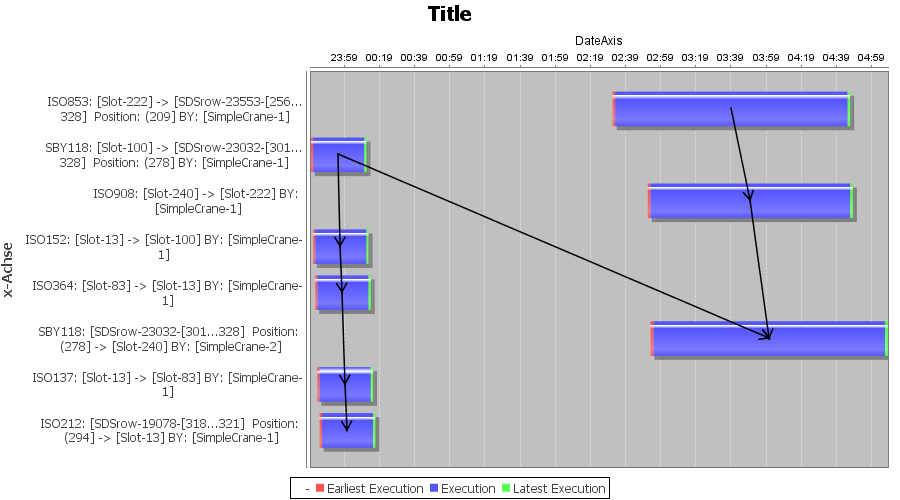 Title
DateAxis
23:59 00:19 00:39 00:59 01:19 01:39 01:59 02:19 02:39 02:59 03:19 03:39 03:59 04:19 04:39 04:59
x-Achse
ISO853: [Slot-222] -> [SDSrow-23553-[256...
328] Position: (209) BY: [SimpleCrane-1]
SBY118: [Slot-100] -> [SDSrow-23032-[301...
328] Position: (278) BY: [SimpleCrane-1]
ISO908: [Slot-240] -> [Slot-222] BY:
[SimpleCrane-1]
ISO152: [Slot-13] -> [Slot-100] BY: [SimpleCrane-
1]
ISO364: [Slot-83] -> [Slot-13] BY: [SimpleCrane-
1]
SBY118: [SDSrow-23032-[301...328] Position:
(278) -> [Slot-240] BY: [SimpleCrane-2]
ISO137: [Slot-13] -> [Slot-83] BY: [SimpleCrane-
1]
ISO212: [SDSrow-19078-[318...321] Position:
(294) -> [Slot-13] BY: [SimpleCrane-1]
- Earliest Execution Execution Latest Execution